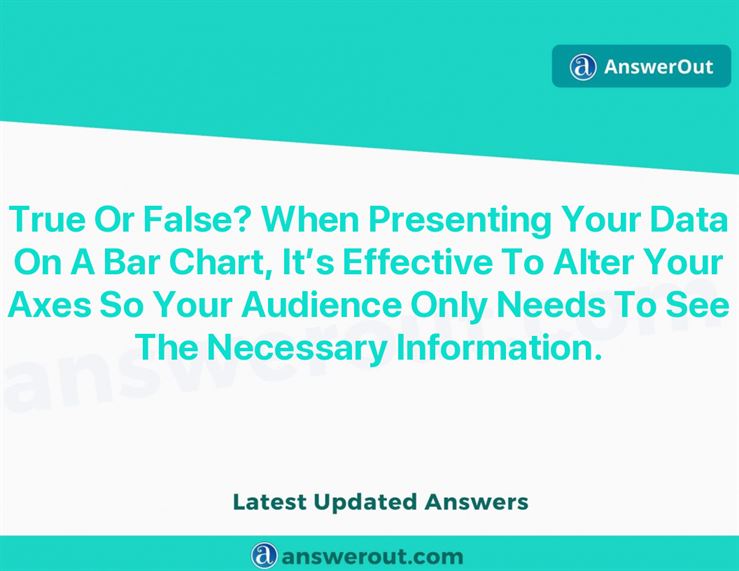 AnswerOut
True Or False? When Presenting Your Data
On A Bar Chart, It’s Effective To Alter Your
Axes So Your Audience Only Needs To See
The Necessary Information.
answerout.com
Latest Updated Answers
answerout.com